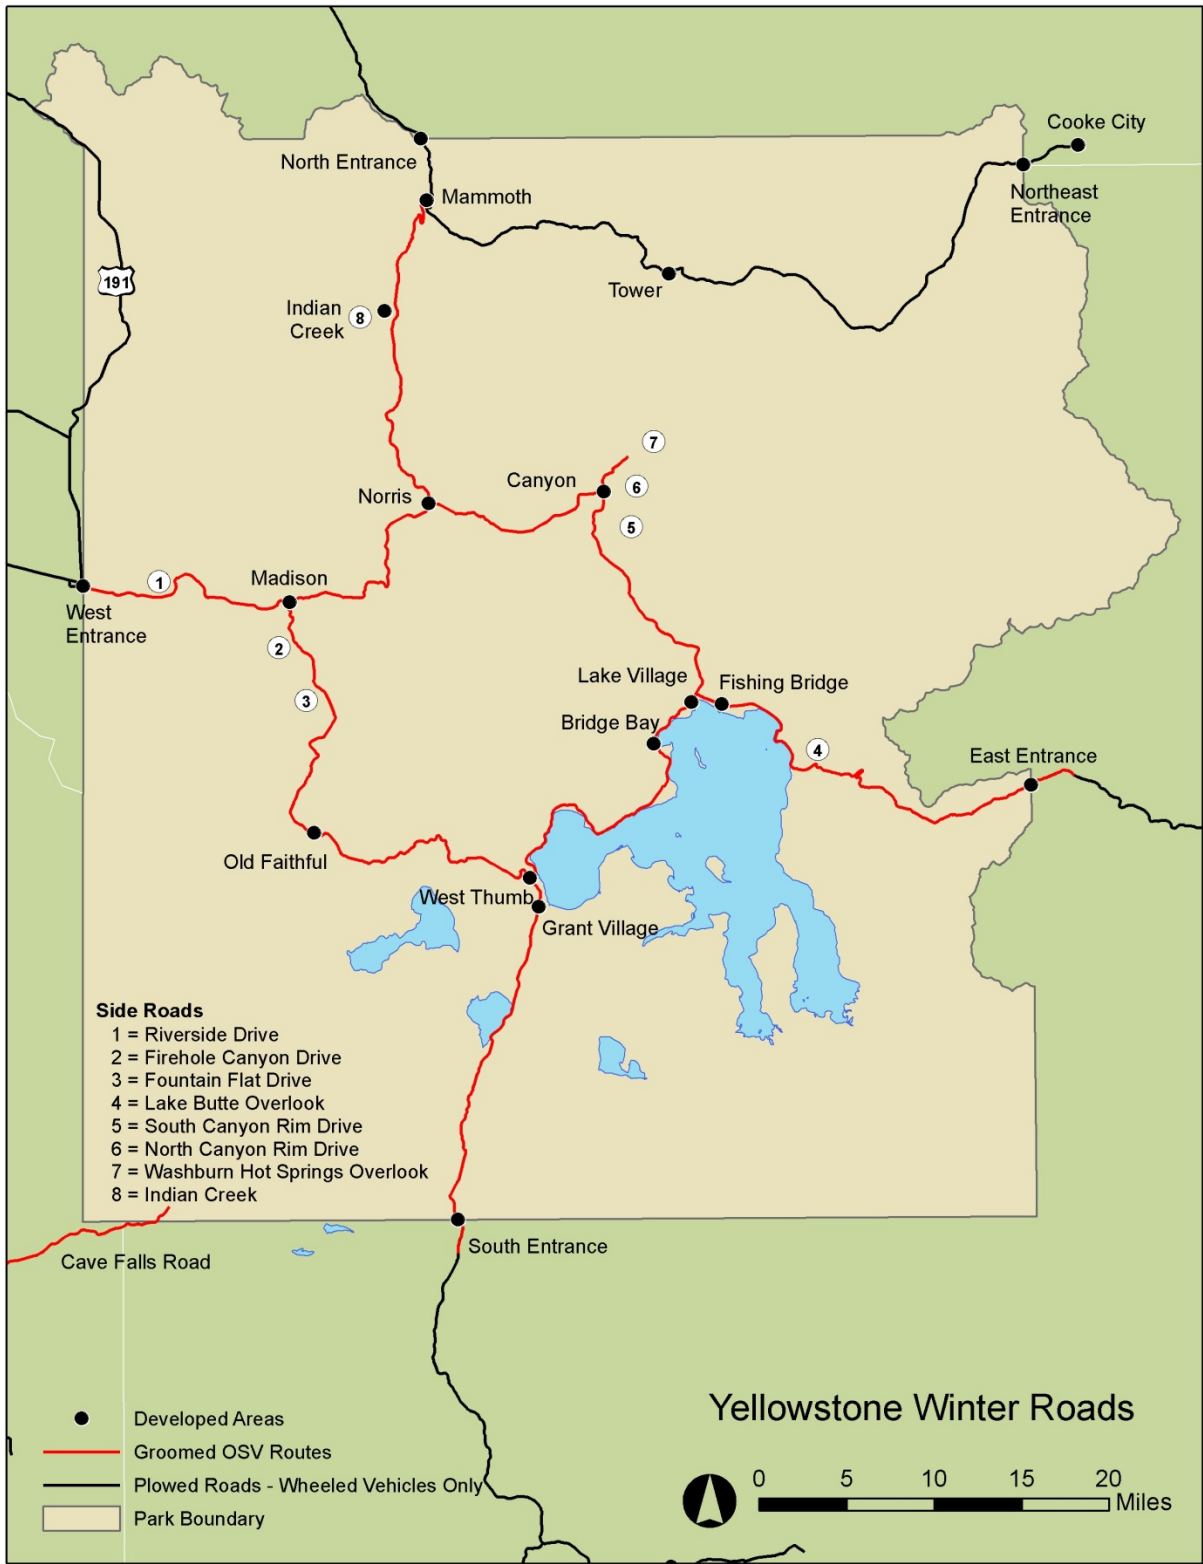 Cooke City
North Entrance
Northeast
Entrance
Mammoth
191
Tower
Indian
Creek
8
7
Canyon
6
Norris
5
1
Madison
West
Entrance
2
Lake Village
Fishing Bridge
3
Bridge Bay
4
East Entrance
Old Faithful
West Thumb
Grant Village
Side Roads
1 = Riverside Drive
2 = Firehole Canyon Drive
3 = Fountain Flat Drive
4 = Lake Butte Overlook
5 = South Canyon Rim Drive
6 = North Canyon Rim Drive
7 = Washburn Hot Springs Overlook
8 = Indian Creek
South Entrance
Cave Falls Road
Yellowstone Winter Roads
Developed Areas
Groomed OSV Routes
Plowed Roads - Wheeled Vehicles Only
Park Boundary
0 5 10 15 20
Miles